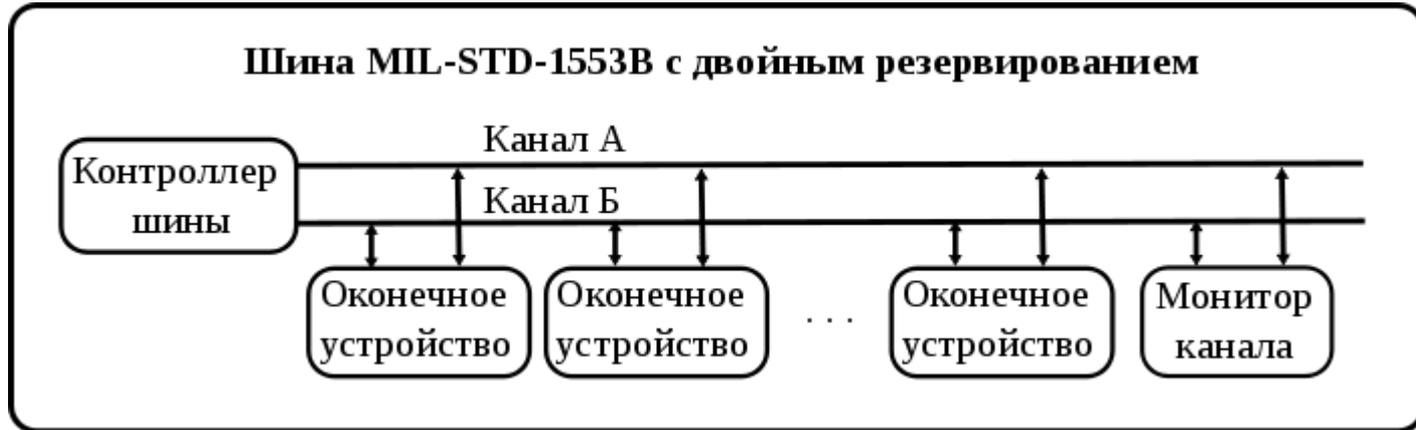 Шина MIL-STD-1553B с двойным резервированием
Канал А
Контроллер
шины
Канал Б
Оконечное
устройство
Оконечное
устройство
. . .
Оконечное
устройство
Монитор
канала